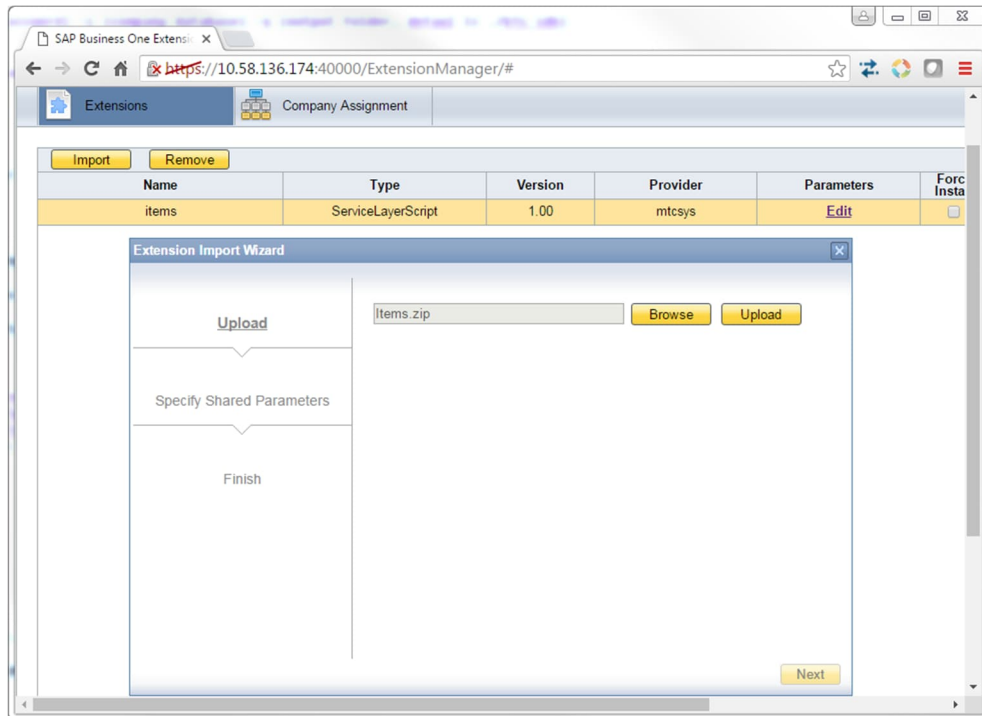 SAP Business One Extensi
https://10.58.136.174:40000/ExtensionManager/#
Extensions Company Assignment
Import Remove
Name Type Version Provider Parameters Forc
Insta
items ServiceLayerScript 1.00 mtcsys Edit
Extension Import Wizard
Upload
Items.zip Browse Upload
Specify Shared Parameters
Finish
Next